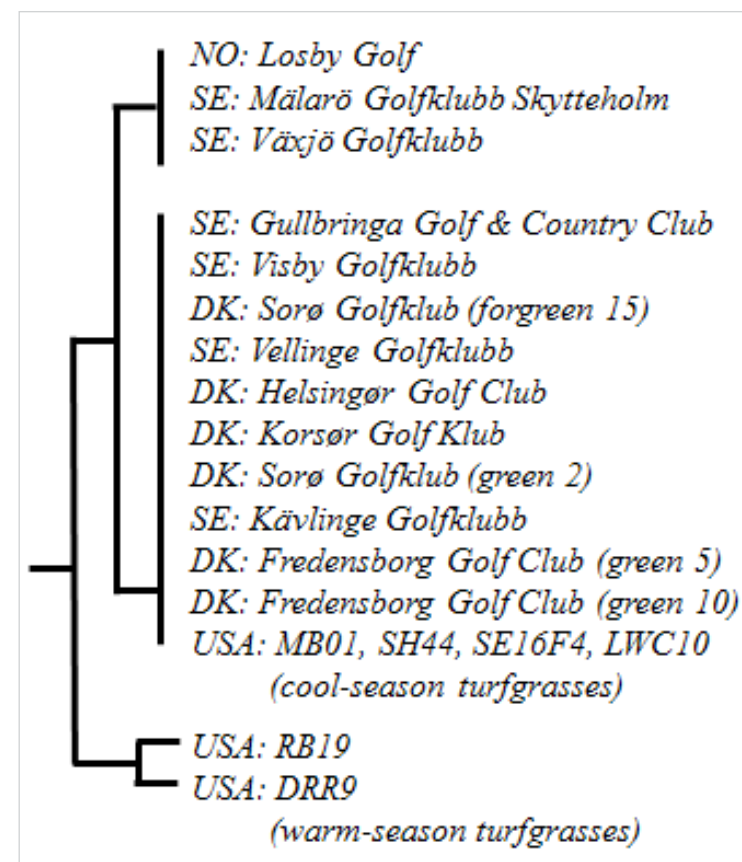 NO: Losby Golf
SE: Mälarö Golfklubb Skytteholm
SE: Växjö Golfklubb
SE: Gullbringa Golf & Country Club
SE: Visby Golfklubb
DK: Sorø Golfklub (forgreen 15)
SE: Vellinge Golfklubb
DK: Helsingør Golf Club
DK: Korsør Golf Klub
DK: Sorø Golfklub (green 2)
SE: Kävlinge Golfklubb
DK: Fredensborg Golf Club (green 5)
DK: Fredensborg Golf Club (green 10)
USA: MB01, SH44, SE16F4, LWC10
(cool-season turfgrasses)
USA: RB19
USA: DRR9
(warm-season turfgrasses)